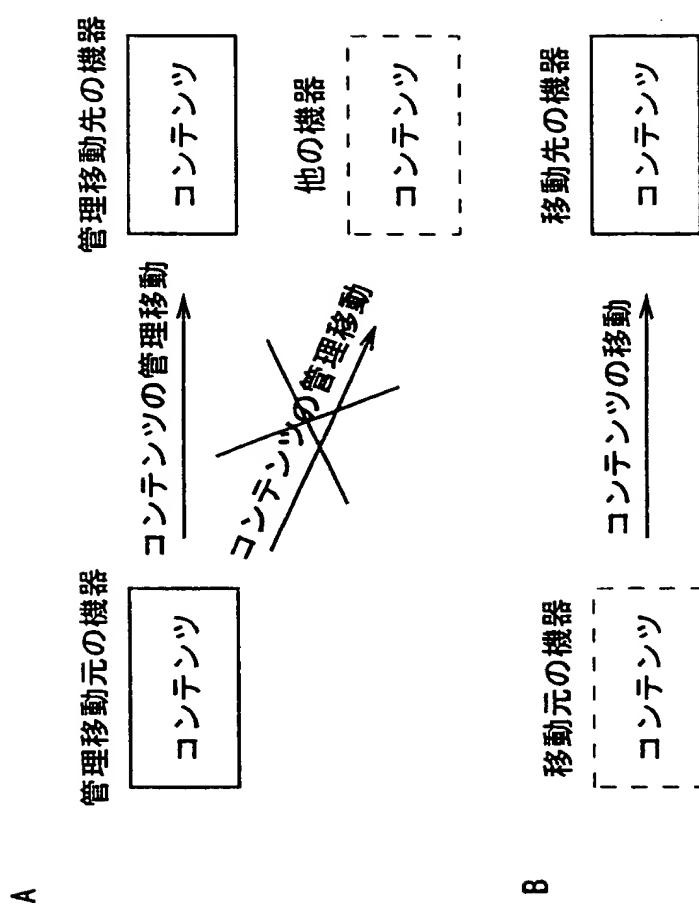 A
管理移動元の機器
コンテンツ
コンテンツの管理移動
管理移動先の機器
コンテンツ
コンテンツの管理移動
他の機器
コンテンツ
B
移動元の機器
コンテンツ
コンテンツの移動
移動先の機器
コンテンツ